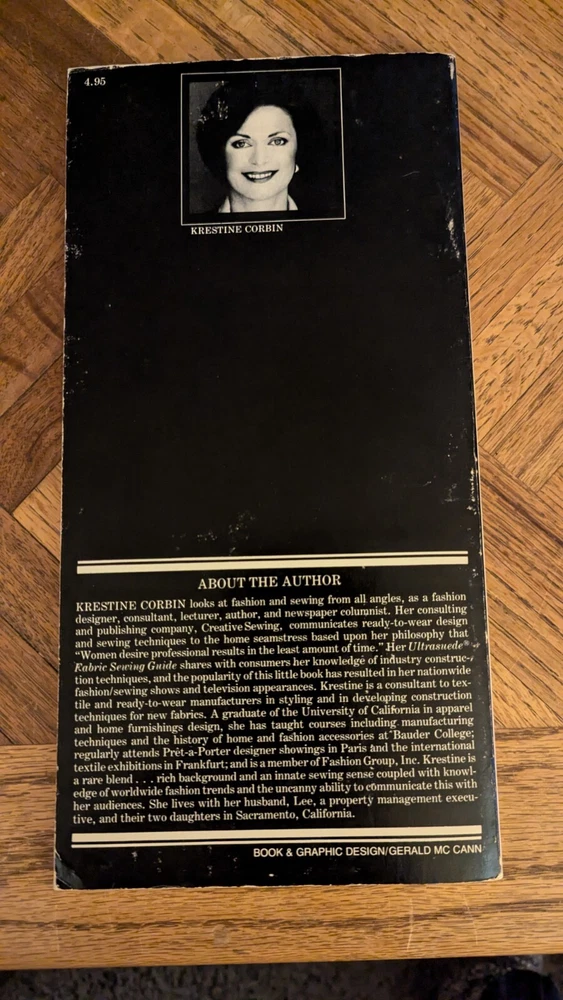 4.95
KRESTINE CORBIN
ABOUT THE AUTHOR
KRESTINE CORBIN looks at fashion and sewing from all angles, as a fashion
designer, consultant, lecturer, author, and newspaper columnist. Her consulting
and publishing company, Creative Sewing, communicates ready-to-wear design
and sewing techniques to the home seamstress based upon her philosophy that
"Women desire professional results in the least amount of time." Her Ultrasuede®
Fabric Sewing Guide shares with consumers her knowledge of industry construc-
tion techniques, and the popularity of this little book has resulted in her nationwide
fashion/sewing shows and television appearances. Krestine is a consultant to tex-
tile and ready-to-wear manufacturers in styling and in developing construction
techniques for new fabrics. A graduate of the University of California in apparel
and home furnishings design, she has taught courses including manufacturing
techniques and the history of home and fashion accessories at Bauder College;
regularly attends Prèt-a-Porter designer showings in Paris and the international
textile exhibitions in Frankfurt; and is a member of Fashion Group, Inc. Krestine is
a rare blend . . . rich background and an innate sewing sense coupled with knowl-
edge of worldwide fashion trends and the uncanny ability to communicate this with
her audiences. She lives with her husband, Lee, a property management execu-
tive, and their two daughters in Sacramento, California.
BOOK & GRAPHIC DESIGN/GERALD MC CANN